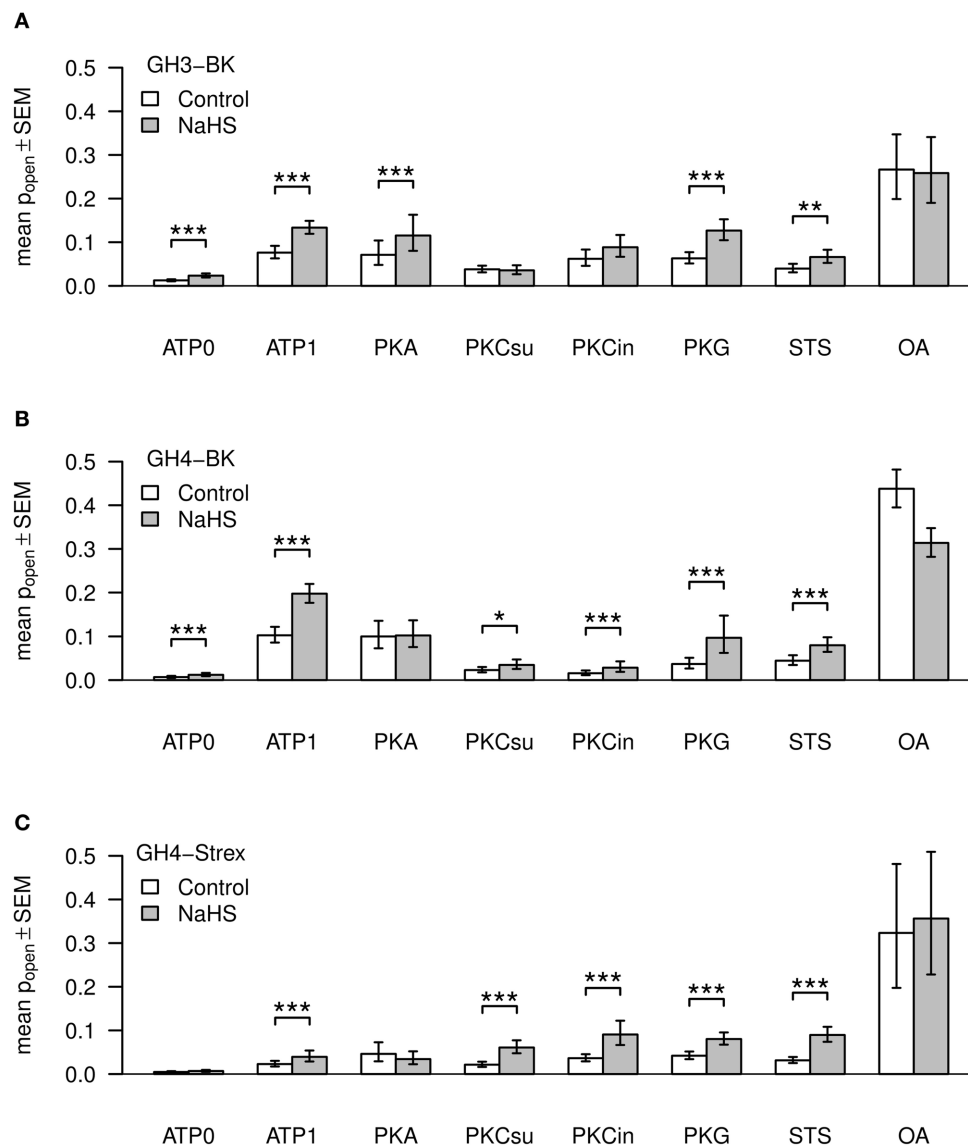 A
GH3−BK
Control
NaHS
mean popen ± SEM
0.5
0.4
0.3
0.2
0.1
0.0
*** *** *** *** **
ATP0 ATP1 PKA PKCsu PKCin PKG STS OA
B
GH4−BK
Control
NaHS
mean popen ± SEM
0.5
0.4
0.3
0.2
0.1
0.0
*** *** * *** *** ***
ATP0 ATP1 PKA PKCsu PKCin PKG STS OA
C
GH4−Strex
Control
NaHS
mean popen ± SEM
0.5
0.4
0.3
0.2
0.1
0.0
*** *** *** *** ***
ATP0 ATP1 PKA PKCsu PKCin PKG STS OA